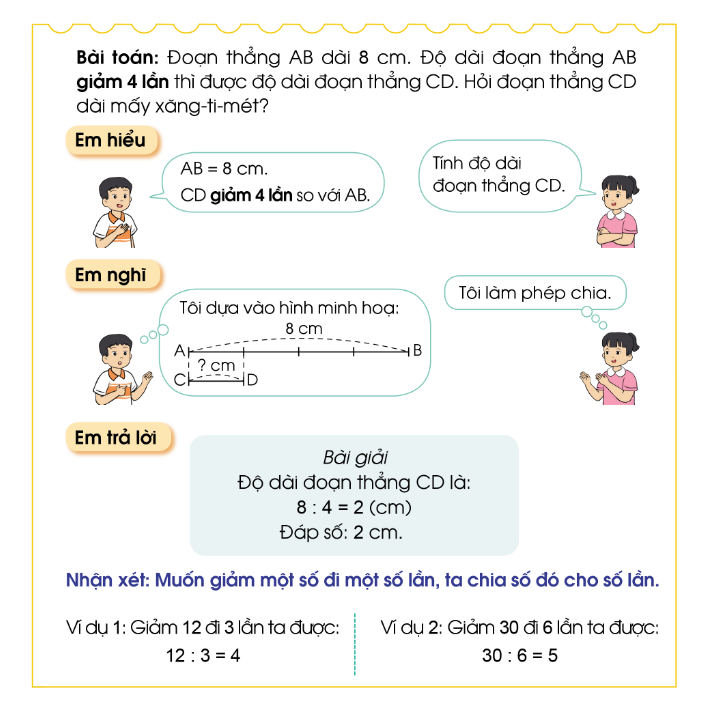 Bài toán: Đoạn thẳng AB dài 8 cm. Độ dài đoạn thẳng AB
giảm 4 lần thì được độ dài đoạn thẳng CD. Hỏi đoạn thẳng CD
dài mấy xăng-ti-mét?
Em hiểu
AB = 8 cm.
CD giảm 4 lần so với AB.
Tính độ dài
đoạn thẳng CD.
Em nghĩ
Tôi dựa vào hình minh hoạ:
8 cm
A B
? cm
C D
Tôi làm phép chia.
Em trả lời
Bài giải
Độ dài đoạn thẳng CD là:
8 : 4 = 2 (cm)
Đáp số: 2 cm.
Nhận xét: Muốn giảm một số đi một số lần, ta chia số đó cho số lần.
Ví dụ 1: Giảm 12 đi 3 lần ta được:
12 : 3 = 4
Ví dụ 2: Giảm 30 đi 6 lần ta được:
30 : 6 = 5